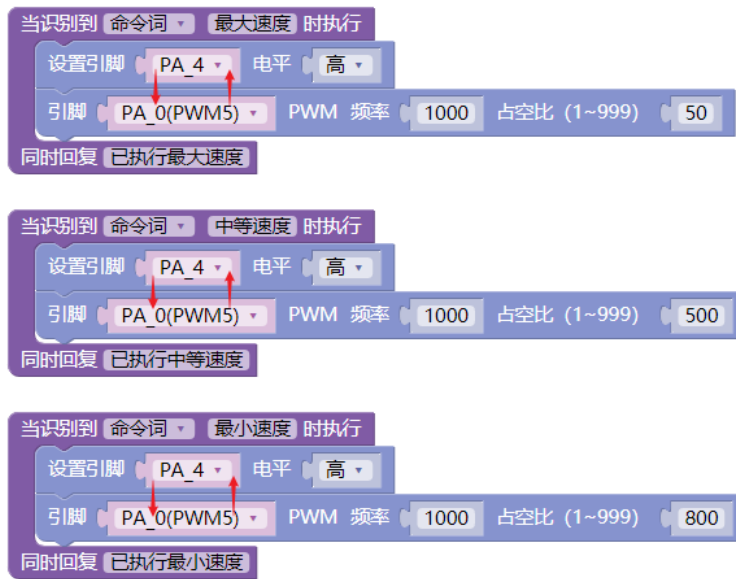 当识别到 命令词 最大速度 时执行
设置引脚 PA_4 电平 高
引脚 PA_0(PWM5) PWM 频率 1000 占空比 (1~999) 50
同时回复 已执行最大速度
当识别到 命令词 中等速度 时执行
设置引脚 PA_4 电平 高
引脚 PA_0(PWM5) PWM 频率 1000 占空比 (1~999) 500
同时回复 已执行中等速度
当识别到 命令词 最小速度 时执行
设置引脚 PA_4 电平 高
引脚 PA_0(PWM5) PWM 频率 1000 占空比 (1~999) 800
同时回复 已执行最小速度